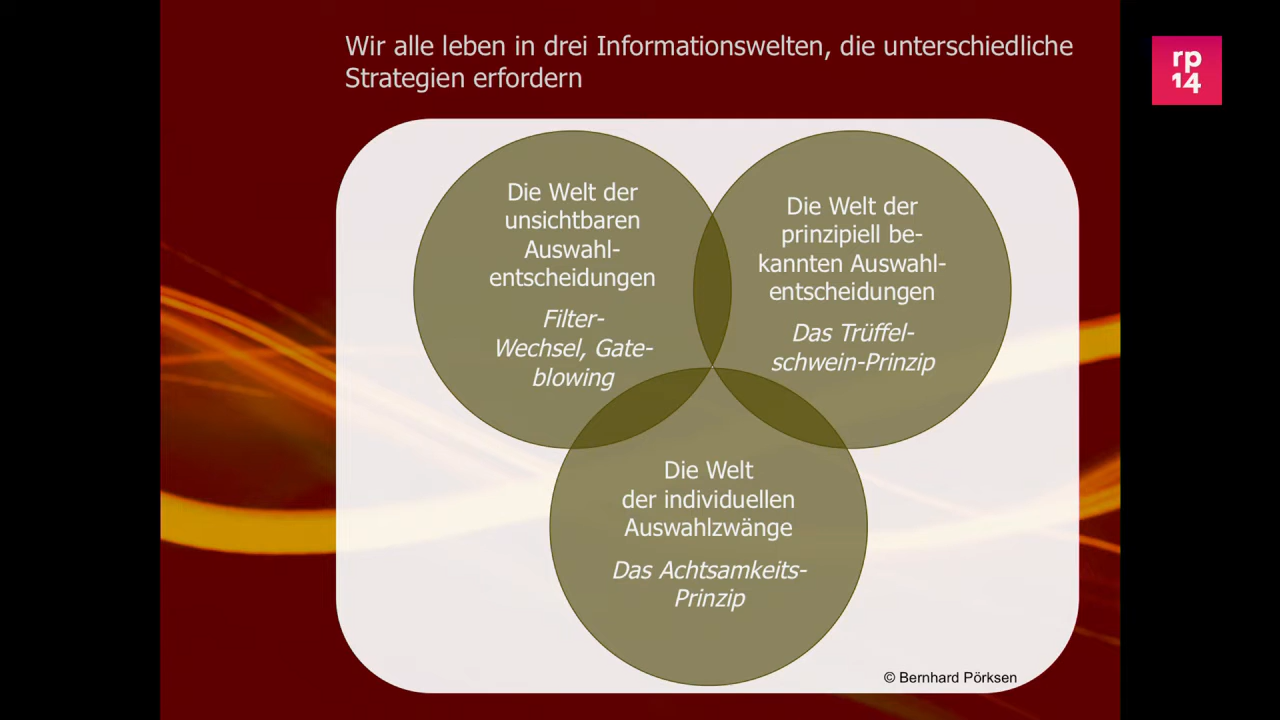 Wir alle leben in drei Informationswelten, die unterschiedliche
Strategien erfordern
rp
14
Die Welt der
unsichtbaren
Auswahl-
entscheidungen
Filter-
Wechsel, Gate-
blowing
Die Welt der
prinzipiell be-
kannten Auswahl-
entscheidungen
Das Trüffel-
schwein-Prinzip
Die Welt
der individuellen
Auswahlzwänge
Das Achtsamkeits-
Prinzip
© Bernhard Pörksen